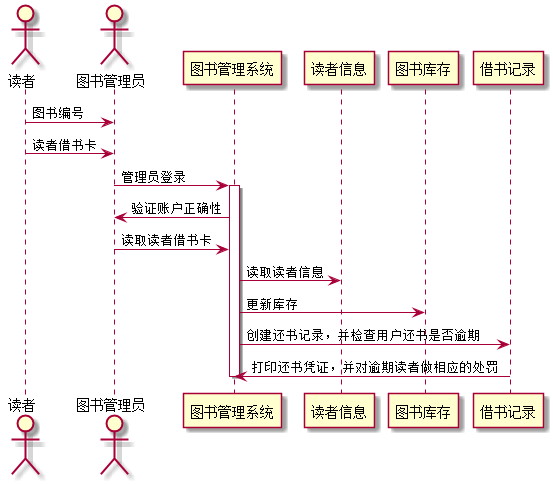 读者
图书管理员
图书管理系统
读者信息
图书库存
借书记录
图书编号
读者借书卡
管理员登录
验证账户正确性
读取读者借书卡
读取读者信息
更新库存
创建还书记录，并检查用户还书是否逾期
打印还书凭证，并对逾期读者做相应的处罚
读者
图书管理员
图书管理系统
读者信息
图书库存
借书记录